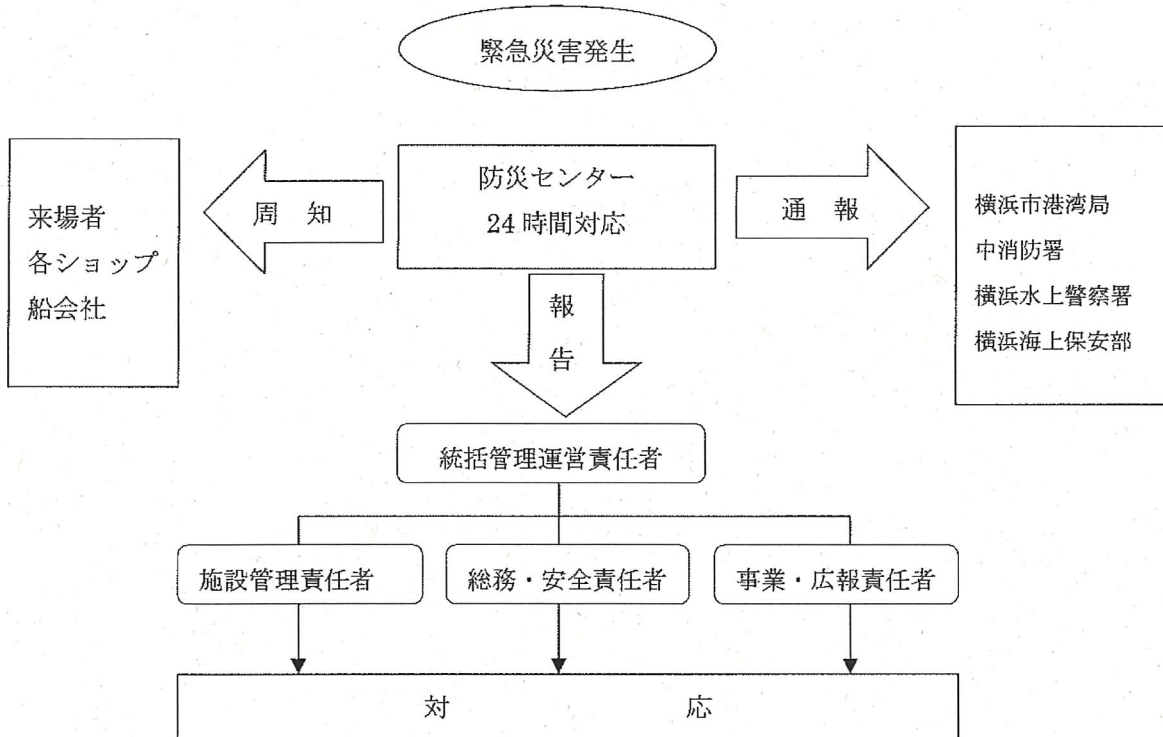 緊急災害発生
防災センター
24時間対応
周 知
来場者
各ショップ
船会社
通 報
横浜市港湾局
中消防署
横浜水上警察署
横浜海上保安部
報
告
統括管理運営責任者
施設管理責任者
総務・安全責任者
事業・広報責任者
対 応